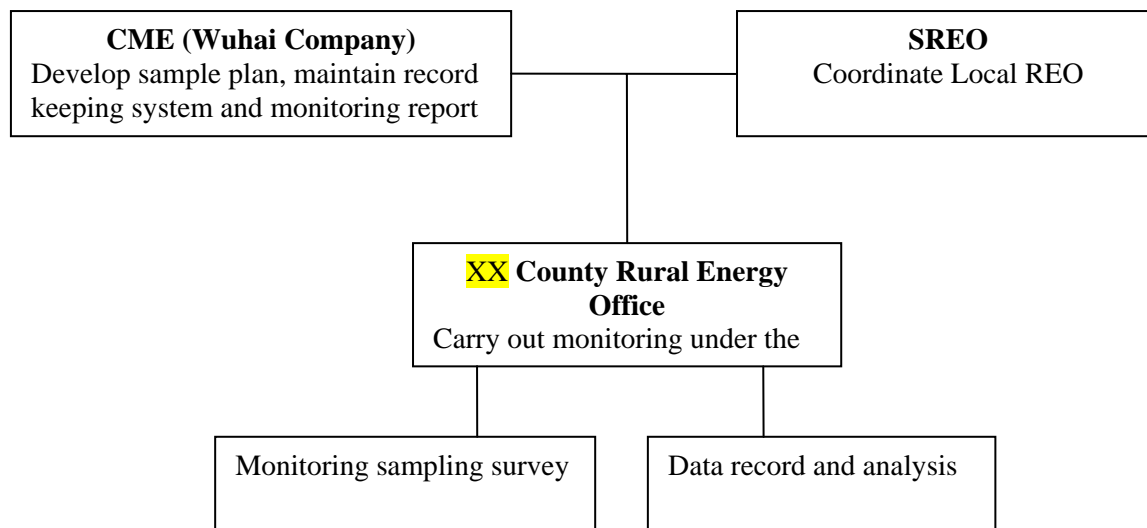 CME (Wuhai Company)
Develop sample plan, maintain record
keeping system and monitoring report
SREO
Coordinate Local REO
XX County Rural Energy
Office
Carry out monitoring under the
Monitoring sampling survey
Data record and analysis